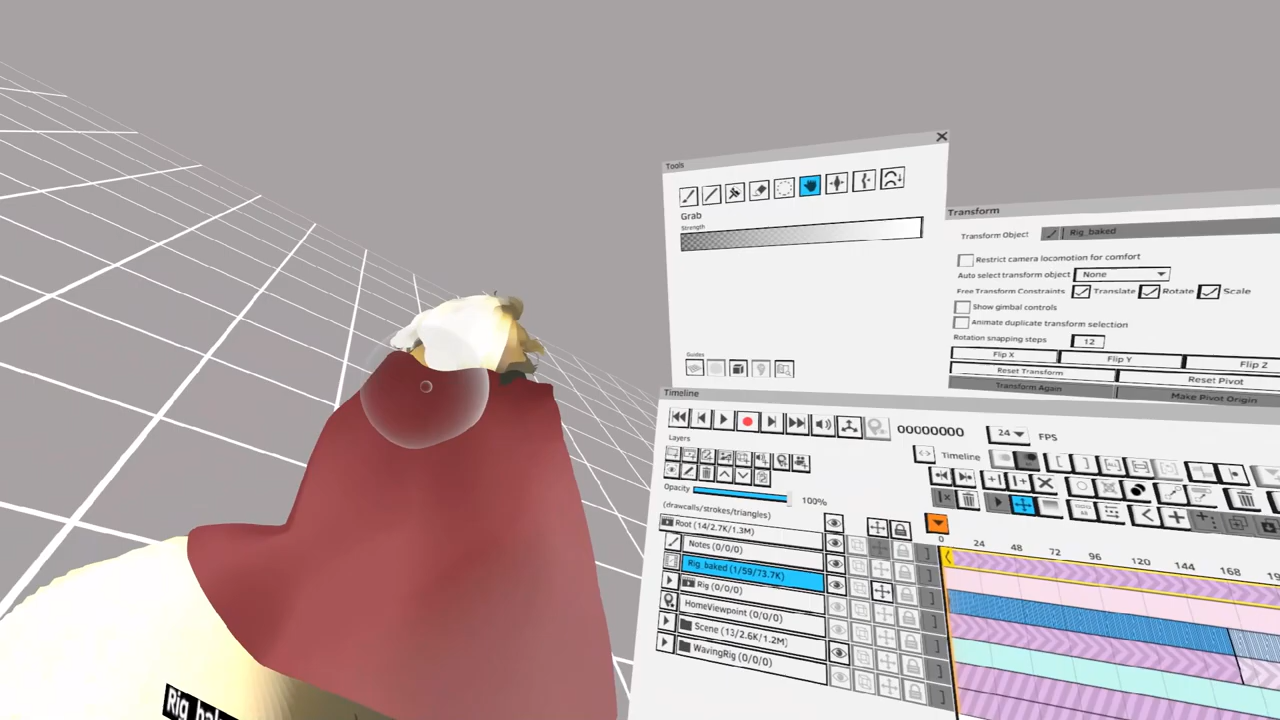 Tools
Grab
Strength
Guides
Transform
Transform Object
Rig_baked
Restrict camera locomotion for comfort
Auto select transform object None
Free Transform Constraints Translate Rotate Scale
Show gimbal controls
Animate duplicate transform selection
Rotation snapping steps 12
Flip X Flip Y Flip Z
Reset Transform Reset Pivot
Transform Again Make Pivot Origin
Timeline
00000000 24 FPS
Layers
Timeline
Opacity 100%
(drawcalls/strokes/triangles)
Root (14/2.7K/1.3M)
Notes (0/0/0)
Rig_baked (1/59/73.7K)
Rig (0/0/0)
HomeViewpoint (0/0/0)
Scene (13/2.6K/1.2M)
WavingRig (0/0/0)
0 24 48 72 96 120 144 168